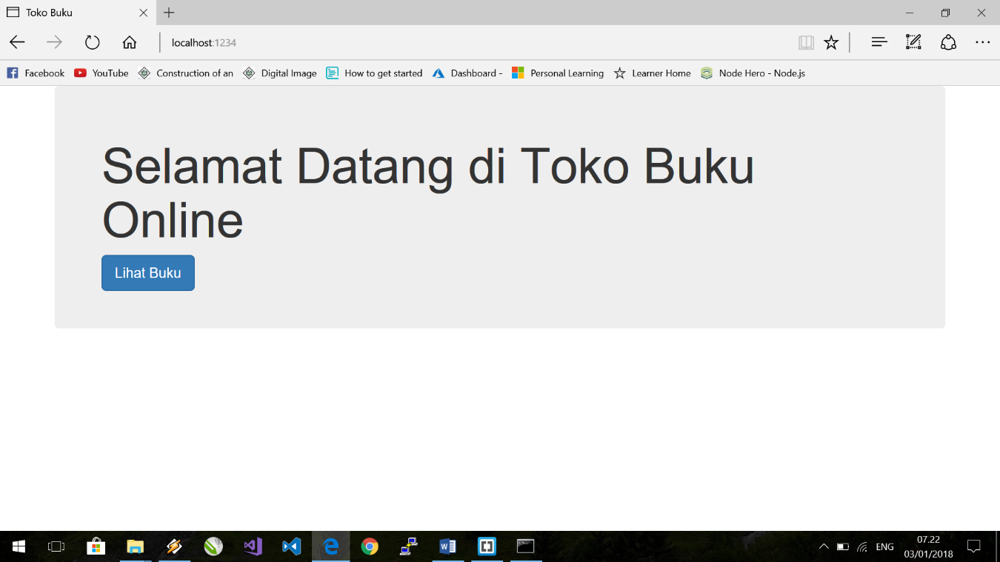 Toko Buku
localhost:1234
Facebook YouTube Construction of an Digital Image How to get started Dashboard - Personal Learning Learner Home Node Hero - Node.js
Selamat Datang di Toko Buku
Online
Lihat Buku
ENG
07.22
03/01/2018